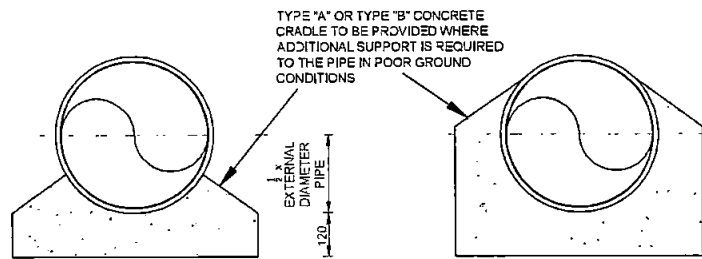 TYPE "A" OR TYPE "B" CONCRETE
CRADLE TO BE PROVIDED WHERE
ADDITIONAL SUPPORT IS REQUIRED
TO THE PIPE IN POOR GROUND
CONDITIONS
1/2 x
EXTERNAL
DIAMETER
PIPE
120